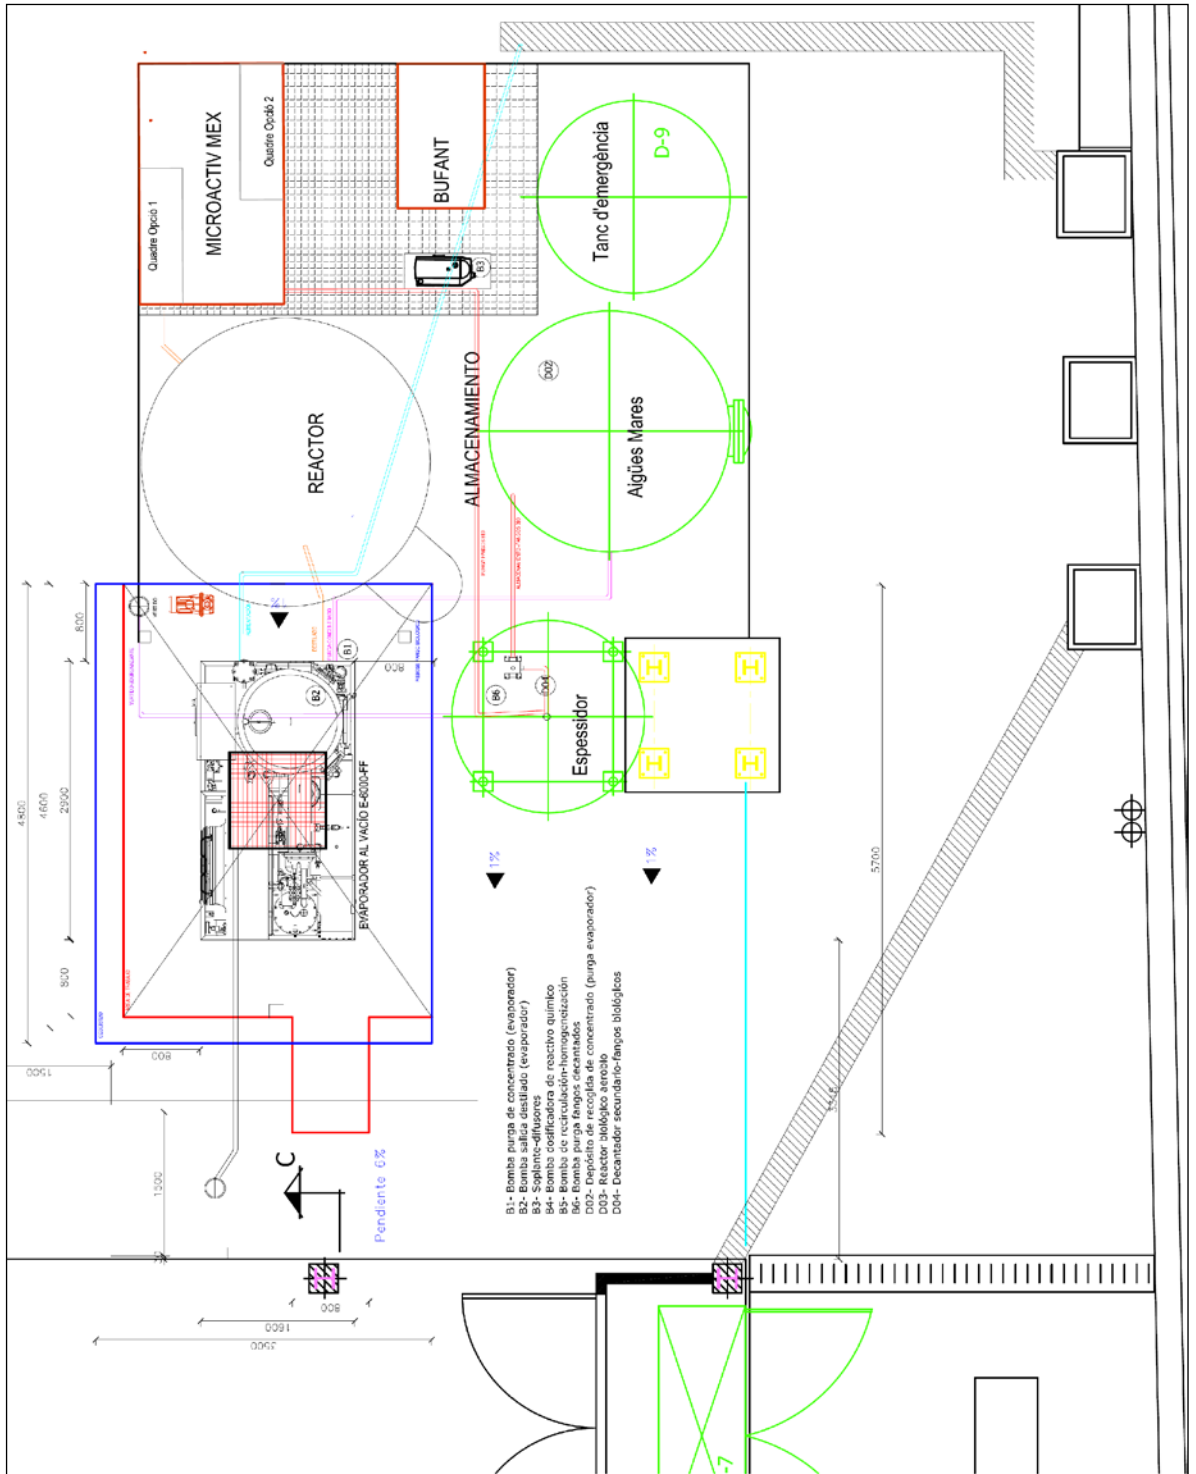 Quadre Opció 1
MICROACTIV MEX
Quadre Opció 2
BUFANT
Tanc d'emergència
D-9
B3
REACTOR
ALMACENAMIENTO
D02
Aigües Mares
B1
B2
B6
D04
Espessidor
EVAPORADOR AL VACÍO E-6000-FF
800
800
4800
4600
2900
800
800
1500
1500
1%
1%
5700
Pendiente 6%
C
B1- Bomba purga de concentrado (evaporador)
B2- Bomba salida destilado (evaporador)
B3- Soplante-difusores
B4- Bomba dosificadora de reactivo químico
B5- Bomba de recirculación-homogeneización
B6- Bomba purga fangos decantados
D02- Depósito de recogida de concentrado (purga evaporador)
D03- Reactor biológico aerobio
D04- Decantador secundario-fangos biológicos
800
1600
3500
-7